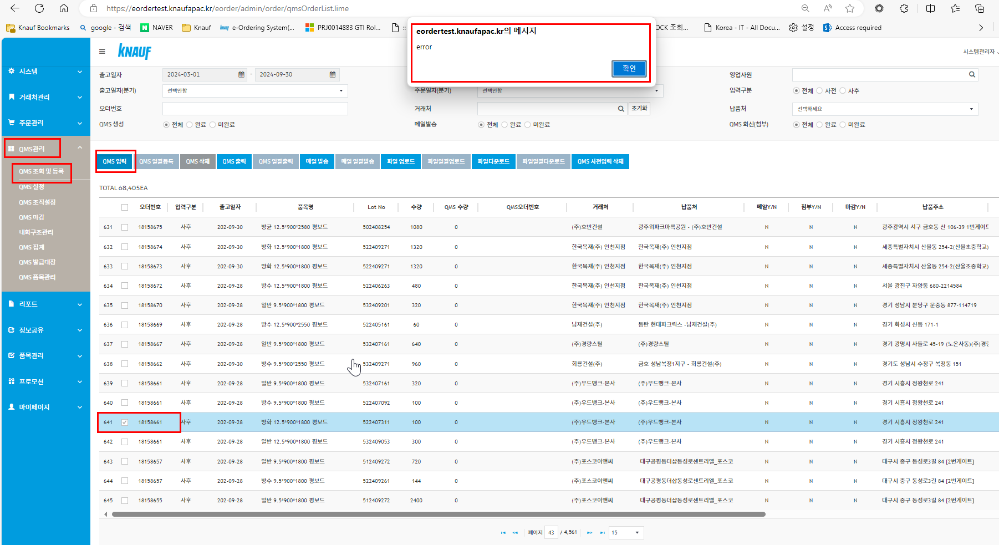 https://eordertest.knaufapac.kr/eorder/admin/order/qmsOrderList.lime
Knauf Bookmarks
google - 검색
NAVER
Knauf
e-Ordering System(...
PRJ0014883 GTI Rol...
OCK 조회...
Korea - IT - All Docu...
설정
Access required
eordertest.knaufapac.kr의 메시지
error
확인
KNAUF
시스템관리자
시스템
거래처관리
주문관리
QMS관리
QMS 조회 및 등록
QMS 설정
QMS 조직설정
QMS 마감
내화구조관리
QMS 집계
QMS 발급대장
QMS 품목관리
리포트
정보공유
품목관리
프로모션
마이페이지
출고일자 2024-03-01 - 2024-09-30 영업사원
출고일자(분기) 선택안함 주문일자(분기) 선택안함 입력구분 전체 사전 사후
오더번호 거래처 초기화 납품처 선택하세요
QMS 생성 전체 완료 미완료 메일발송 전체 완료 미완료 QMS 회신(첨부) 전체 완료 미완료
QMS 입력 QMS 일괄등록 QMS 삭제 QMS 출력 QMS 일괄출력 메일 발송 메일 일괄발송 파일 업로드 파일일괄업로드 파일다운로드 파일일괄다운로드 QMS 사전입력 삭제
TOTAL 68,405EA
오더번호 입력구분 출고일자 품목명 Lot No 수량 QMS 수량 QMS오더번호 거래처 납품처 메일Y/N 첨부Y/N 마감Y/N 납품주소
631 18158675 사후 202-09-30 방균 12.5*900*2580 평보드 502408254 1080 0 (주)호반건설 광주위파크마륵공원 - (주)호반건설 N N N 광주광역시 서구 금호동 산 106-39 1번게이트
632 18158674 사후 202-09-30 방화 12.5*900*1800 평보드 522409271 1320 0 한국목재(주) 인천지점 한국목재(주) 인천지점 N N N 세종특별자치시 산울동 254-2(산울초중학교)
633 18158673 사후 202-09-30 방화 12.5*900*1800 평보드 522409271 1320 0 한국목재(주) 인천지점 한국목재(주) 인천지점 N N N 세종특별자치시 산울동 254-2(산울초중학교)
634 18158672 사후 202-09-28 방수 12.5*900*1800 평보드 522406263 480 0 한국목재(주) 인천지점 한국목재(주) 인천지점 N N N 서울 광진구 자양동 680-2214584
635 18158670 사후 202-09-28 일반 9.5*900*1800 평보드 532409201 320 0 한국목재(주) 인천지점 한국목재(주) 인천지점 N N N 경기 성남시 분당구 운중동 877-114719
636 18158669 사후 202-09-28 방수 12.5*900*2550 평보드 522405161 60 0 남재건설(주) 동탄 현대파크릭스 -남재건설(주) N N N 경기 화성시 신동 171-1
637 18158667 사후 202-09-28 일반 9.5*900*1800 평보드 532407161 640 0 (주)경량스틸 (주)경량스틸 N N N 경기 광명시 사들로 45-19 (노온사동)(주)경량
638 18158662 사후 202-09-30 방수 9.5*900*2550 평보드 532409271 960 0 회룡건설(주) 금호 성남복정1지구 - 회룡건설(주) N N N 경기도 성남시 수정구 복정동 151
639 18158661 사후 202-09-28 일반 9.5*900*1800 평보드 532407161 320 0 (주)우드뱅크-본사 (주)우드뱅크-본사 N N N 경기 시흥시 정왕천로 241
640 18158661 사후 202-09-28 방수 9.5*900*1800 평보드 522407092 100 0 (주)우드뱅크-본사 (주)우드뱅크-본사 N N N 경기 시흥시 정왕천로 241
641 18158661 사후 202-09-28 방화 12.5*900*1800 평보드 522407311 100 0 (주)우드뱅크-본사 (주)우드뱅크-본사 N N N 경기 시흥시 정왕천로 241
642 18158661 사후 202-09-28 일반 12.5*900*1800 평보드 532409053 300 0 (주)우드뱅크-본사 (주)우드뱅크-본사 N N N 경기 시흥시 정왕천로 241
643 18158657 사후 202-09-28 일반 9.5*900*1800 평보드 512409272 720 0 (주)포스코이앤씨 대구공평동더샵동성로센트리엘_포스코 N N N 대구시 중구 동성로3길 84 [2번게이트]
644 18158657 사후 202-09-28 방수 9.5*900*1800 평보드 522409261 144 0 (주)포스코이앤씨 대구공평동더샵동성로센트리엘_포스코 N N N 대구시 중구 동성로3길 84 [2번게이트]
645 18158655 사후 202-09-28 일반 9.5*900*1800 평보드 512409272 2400 0 (주)포스코이앤씨 대구공평동더샵동성로센트리엘_포스코 N N N 대구시 중구 동성로3길 84 [2번게이트]
페이지 43 / 4,561 15